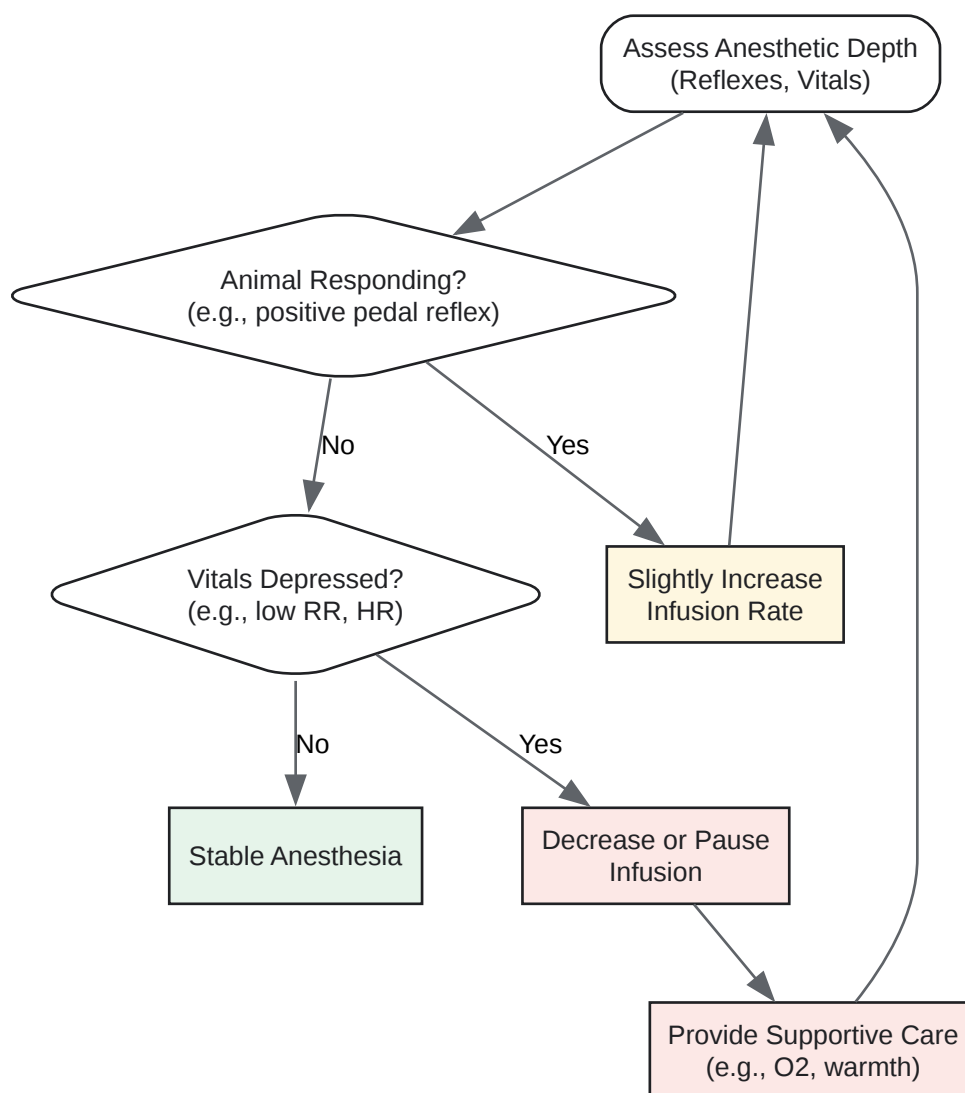 Assess Anesthetic Depth
(Reflexes, Vitals)
Animal Responding?
(e.g., positive pedal reflex)
No
Yes
Vitals Depressed?
(e.g., low RR, HR)
Slightly Increase
Infusion Rate
No
Yes
Stable Anesthesia
Decrease or Pause
Infusion
Provide Supportive Care
(e.g., O2, warmth)